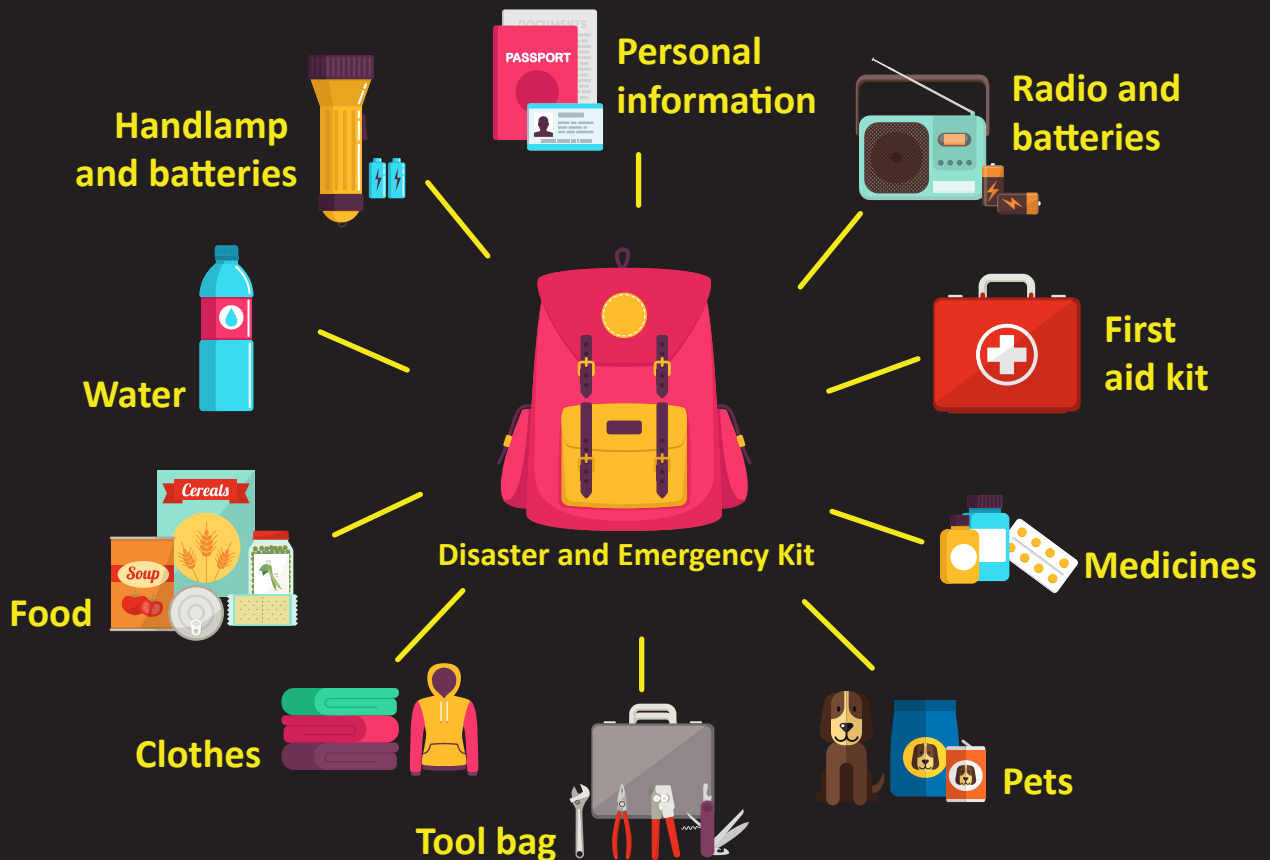 DOCUMENTS
PASSPORT
Personal
information
Radio and
batteries
Handlamp
and batteries
First
aid kit
Water
Cereals
Soup
Food
Disaster and Emergency Kit
Medicines
Clothes
Tool bag
Pets